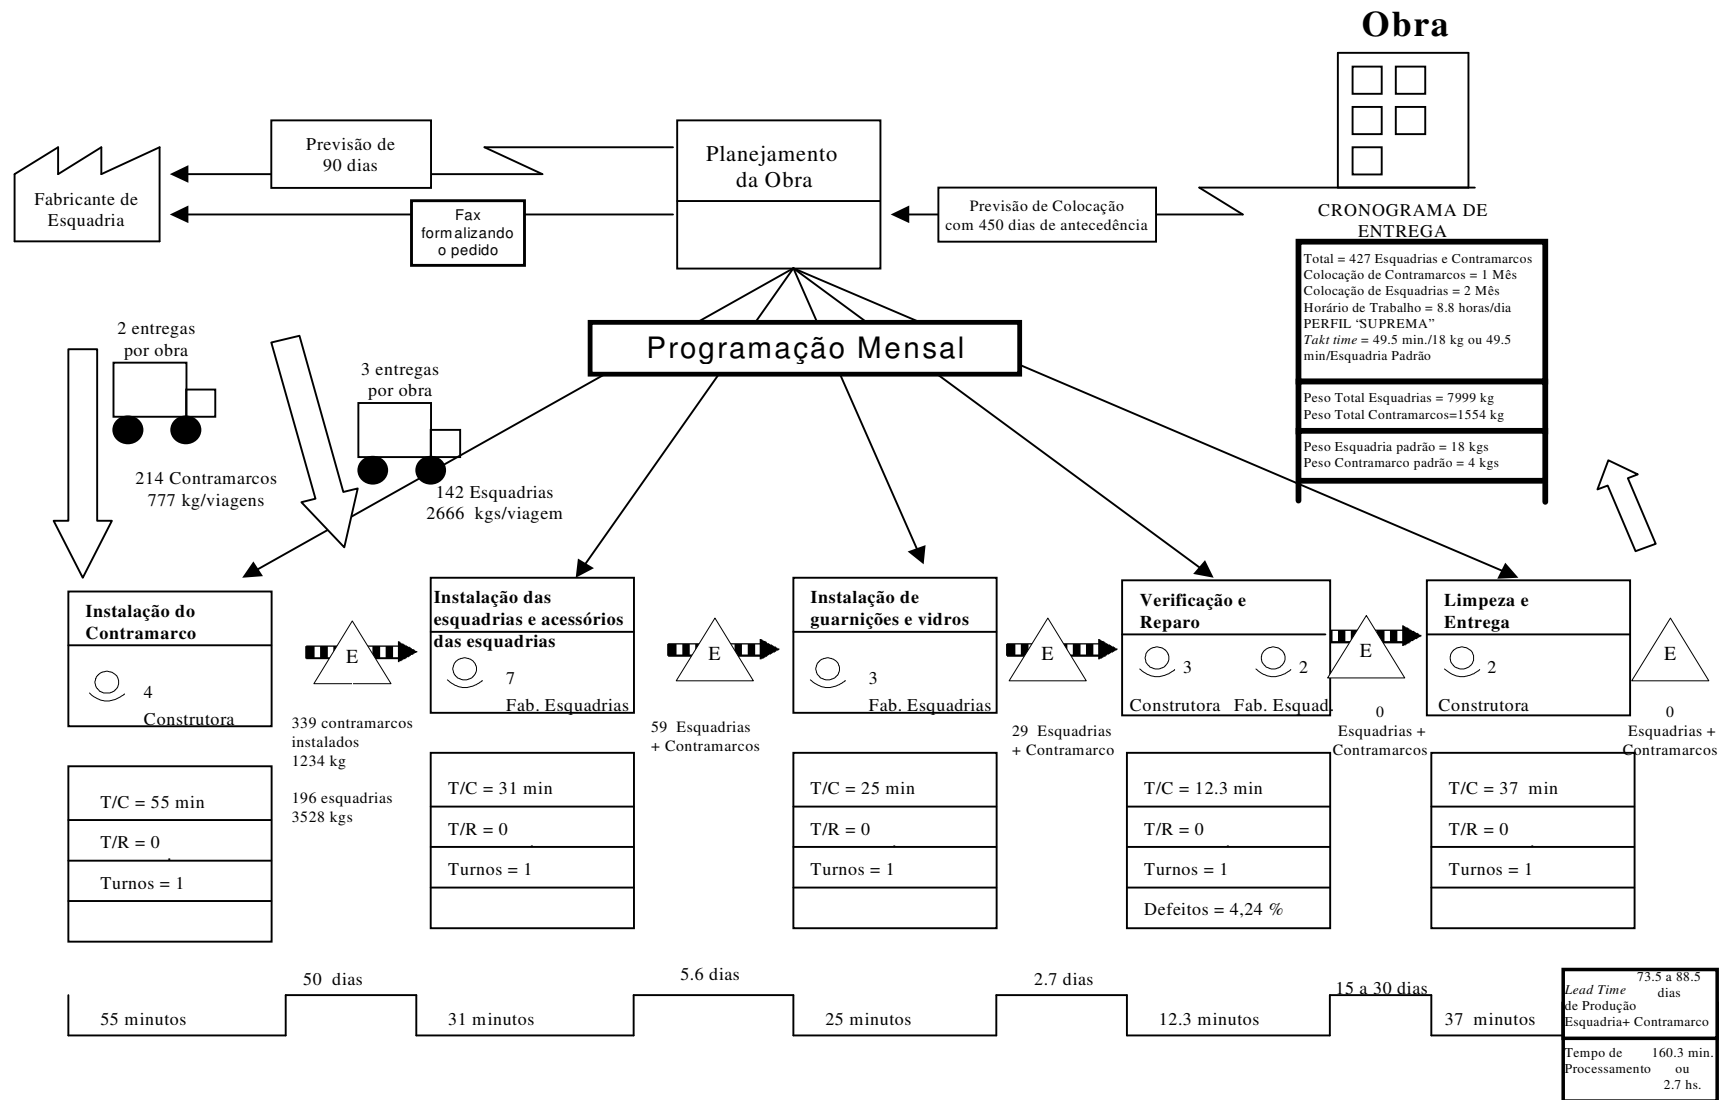 Obra
Previsão de
90 dias
Planejamento
da Obra
Fabricante de
Esquadria
Fax
formalizando
o pedido
Previsão de Colocação
com 450 dias de antecedência
CRONOGRAMA DE
ENTREGA
Total = 427 Esquadrias e Contramarcos
Colocação de Contramarcos = 1 Mês
Colocação de Esquadrias = 2 Mês
Horário de Trabalho = 8.8 horas/dia
PERFIL “SUPREMA”
Takt time = 49.5 min./18 kg ou 49.5
min/Esquadria Padrão
Peso Total Esquadrias = 7999 kg
Peso Total Contramarcos=1554 kg
Peso Esquadria padrão = 18 kgs
Peso Contramarco padrão = 4 kgs
2 entregas
por obra
3 entregas
por obra
Programação Mensal
214 Contramarcos
777 kg/viagens
142 Esquadrias
2666 kgs/viagem
Instalação do
Contramarco
4
Construtora
E
339 contramarcos
instalados
1234 kg
196 esquadrias
3528 kgs
Instalação das
esquadrias e acessórios
das esquadrias
7
Fab. Esquadrias
E
59 Esquadrias
+ Contramarcos
Instalação de
guarnições e vidros
3
Fab. Esquadrias
E
29 Esquadrias
+ Contramarco
Verificação e
Reparo
3
2
Construtora Fab. Esquad.
E
0
Esquadrias +
Contramarcos
Limpeza e
Entrega
2
Construtora
E
0
Esquadrias +
Contramarcos
T/C = 55 min
T/R = 0
Turnos = 1
T/C = 31 min
T/R = 0
Turnos = 1
T/C = 25 min
T/R = 0
Turnos = 1
T/C = 12.3 min
T/R = 0
Turnos = 1
Defeitos = 4,24 %
T/C = 37 min
T/R = 0
Turnos = 1
55 minutos
50 dias
31 minutos
5.6 dias
25 minutos
2.7 dias
12.3 minutos
15 a 30 dias
37 minutos
73.5 a 88.5
Lead Time dias
de Produção
Esquadria+ Contramarco
Tempo de 160.3 min.
Processamento ou
2.7 hs.